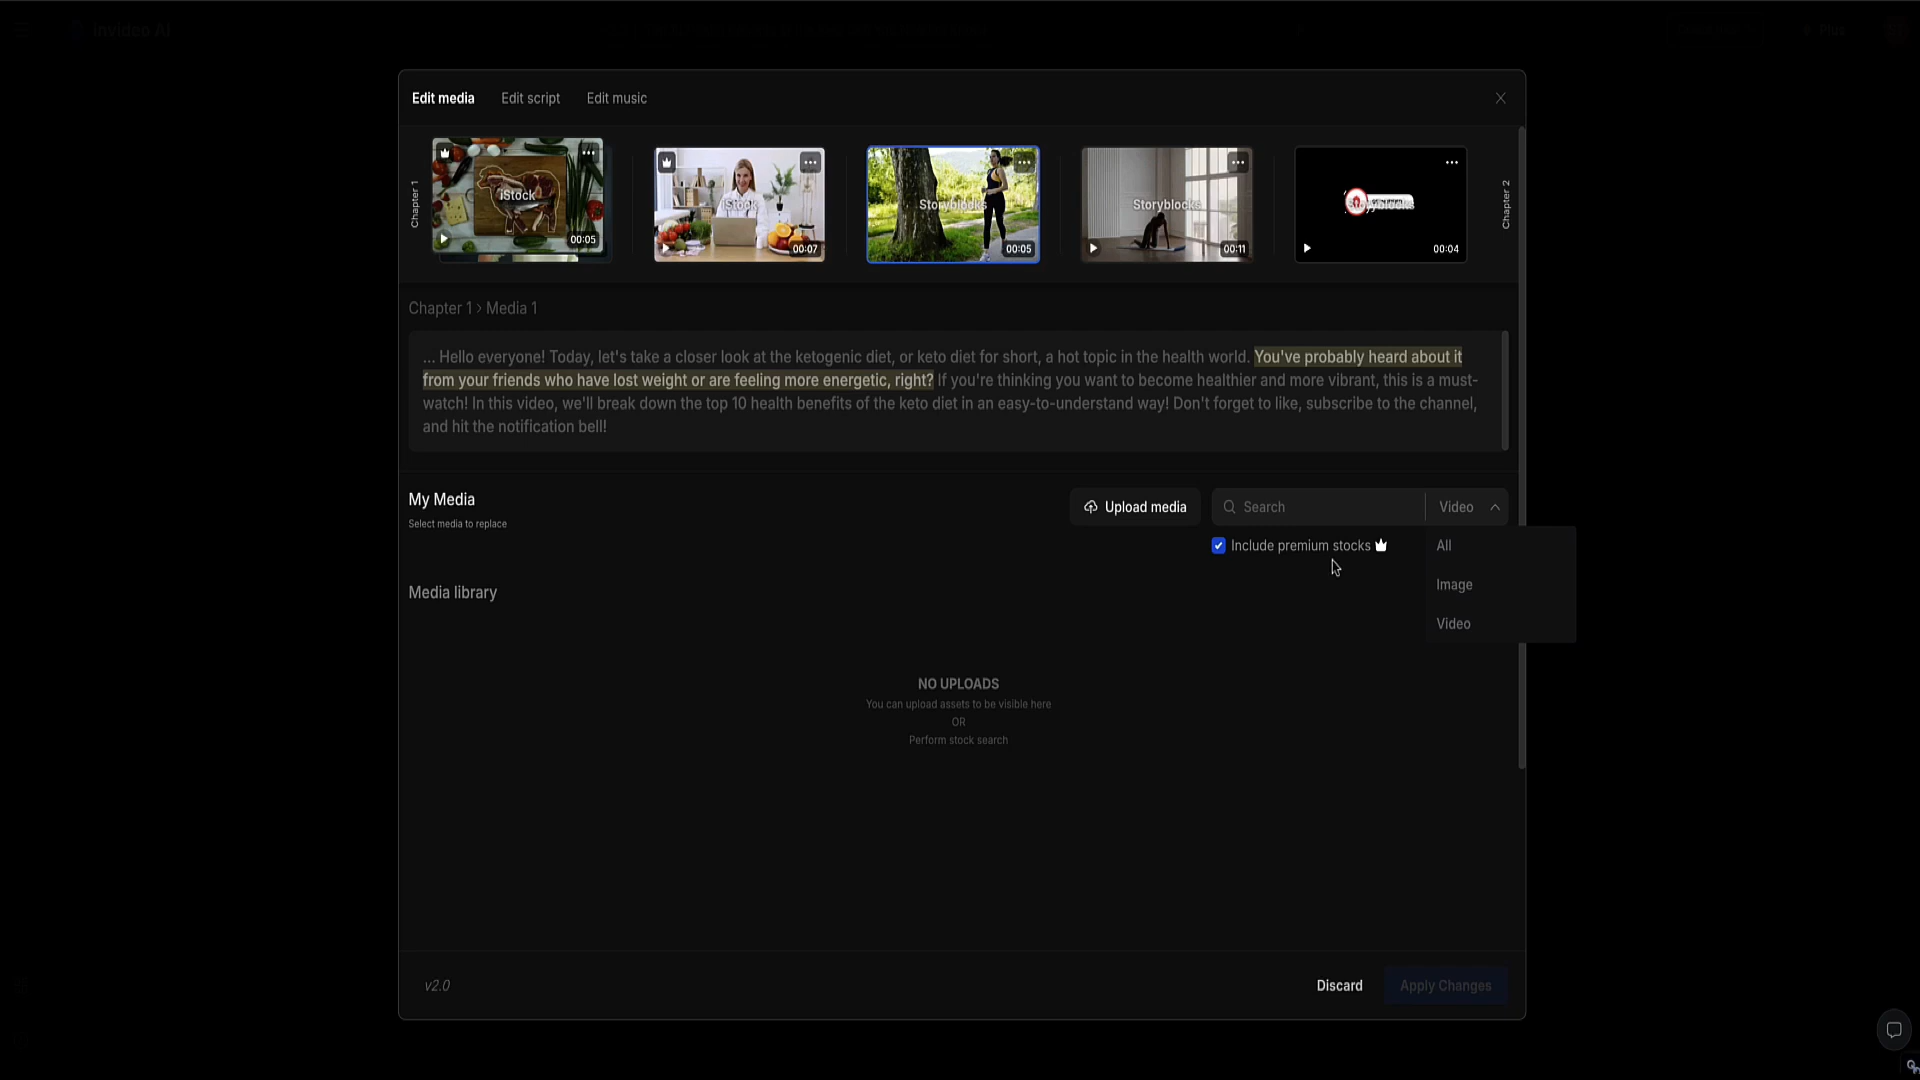 invideo AI
Edit media
Edit script
Edit music
Chapter 1
iStock
00:05
iStock
00:07
Storyblocks
00:05
Storyblocks
00:11
Storyblocks
00:04
Chapter 2
Chapter 1 > Media 1
... Hello everyone! Today, let's take a closer look at the ketogenic diet, or keto diet for short, a hot topic in the health world. You've probably heard about it
from your friends who have lost weight or are feeling more energetic, right? If you're thinking you want to become healthier and more vibrant, this is a must-
watch! In this video, we'll break down the top 10 health benefits of the keto diet in an easy-to-understand way! Don't forget to like, subscribe to the channel,
and hit the notification bell!
My Media
Select media to replace
Upload media
Search
Video
Include premium stocks
All
Image
Video
Media library
NO UPLOADS
You can upload assets to be visible here
OR
Perform stock search
v2.0
Discard
Apply Changes